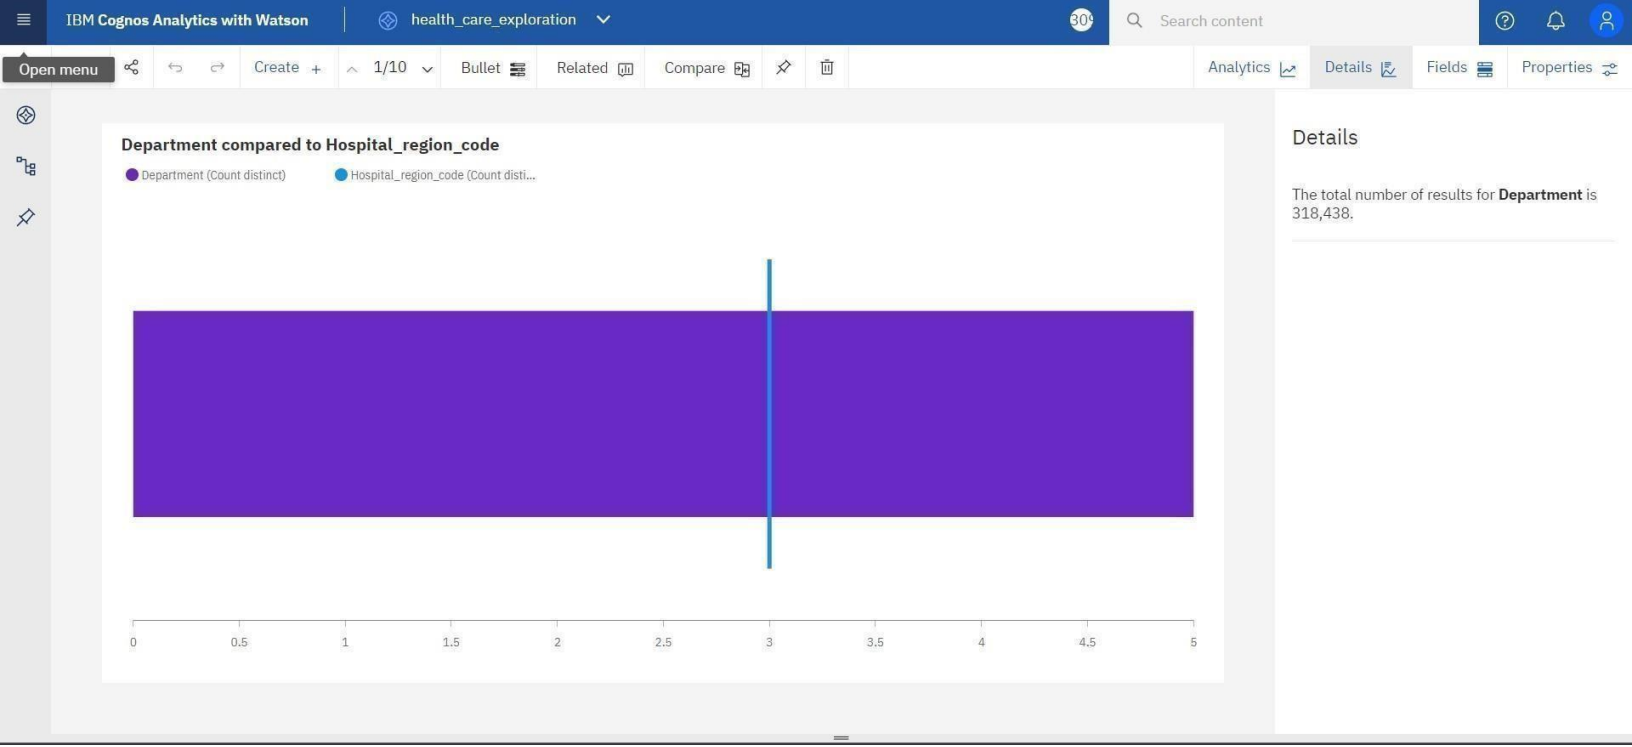 IBM Cognos Analytics with Watson
health_care_exploration
309
Search content
Open menu
Create +
1/10
Bullet
Related
Compare
Analytics
Details
Fields
Properties
Department compared to Hospital_region_code
Department (Count distinct)
Hospital_region_code (Count disti...
0
0.5
1
1.5
2
2.5
3
3.5
4
4.5
5
Details
The total number of results for Department is
318,438.